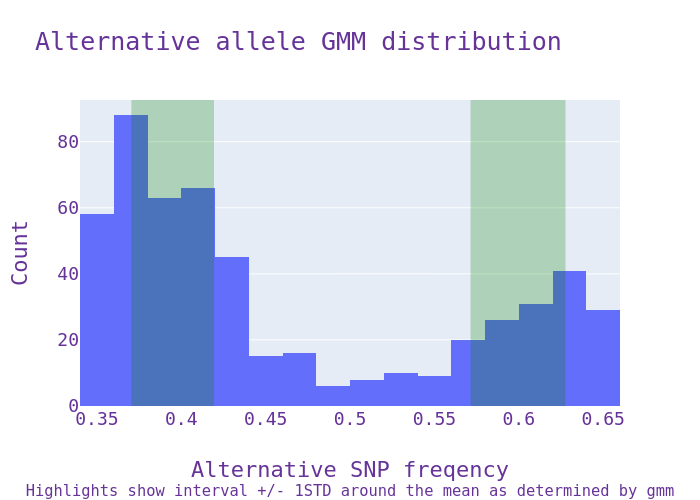 Alternative allele GMM distribution
Count
80
60
40
20
0
0.35 0.4 0.45 0.5 0.55 0.6 0.65
Alternative SNP freqency
Highlights show interval +/- 1STD around the mean as determined by gmm